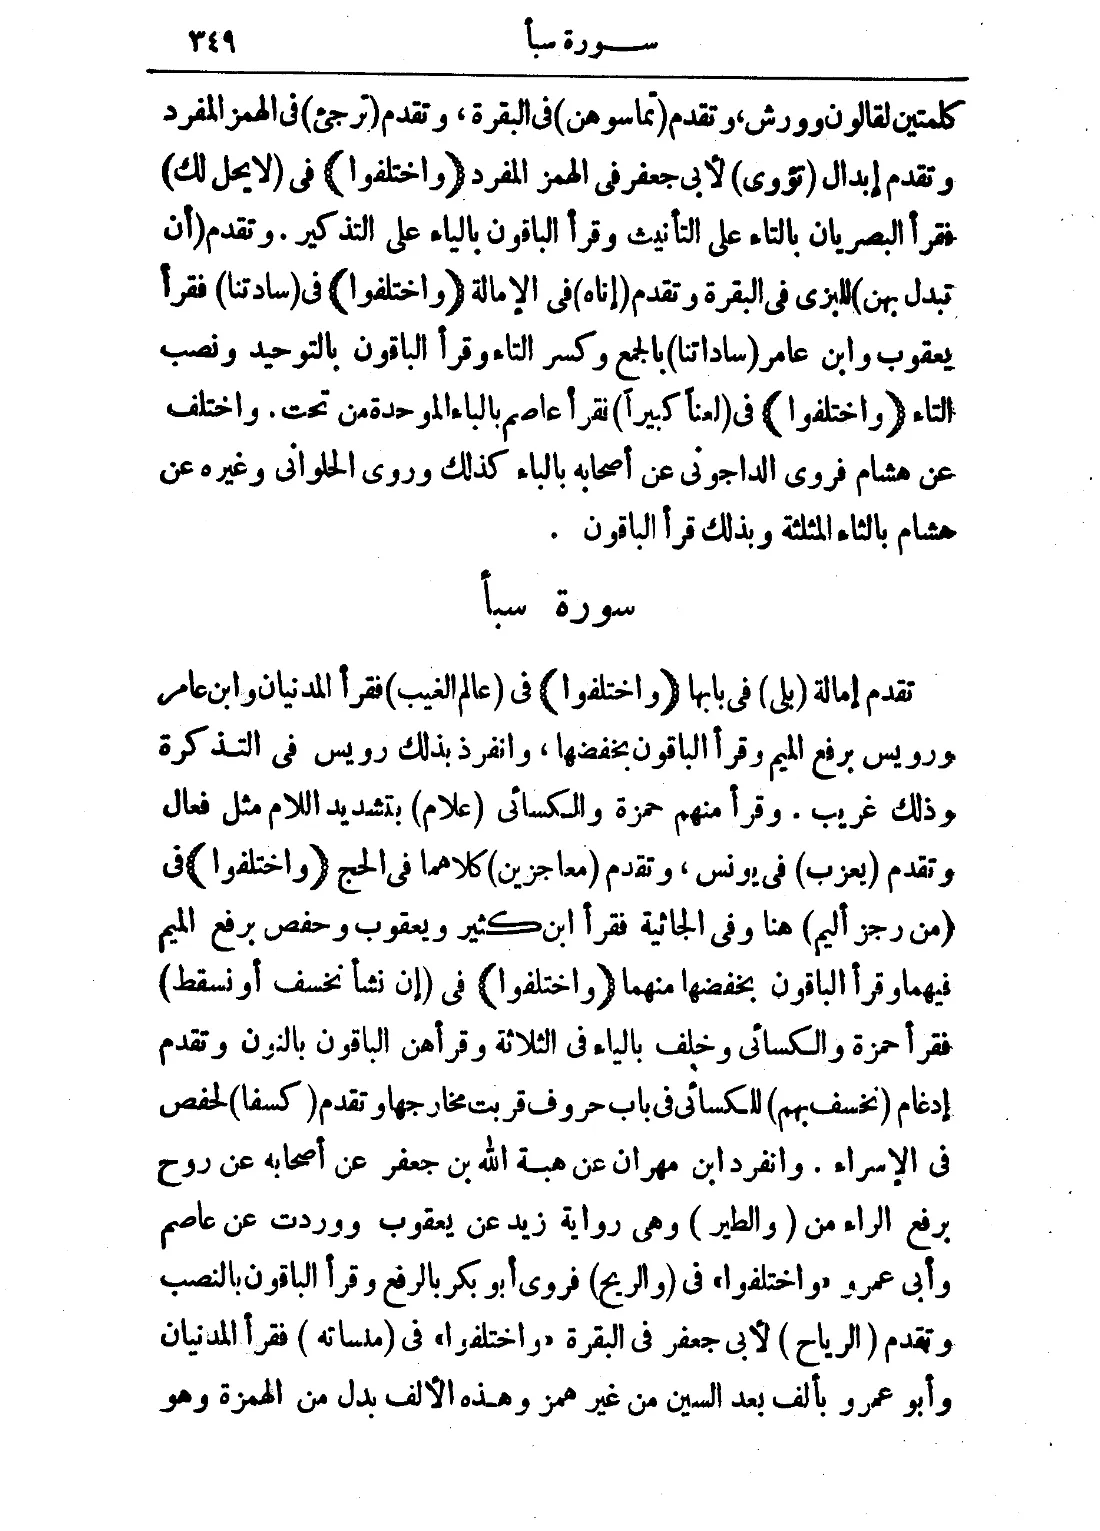 سورة سبأ ٣٤٩
كلمتين لقالون وورش، وتقدم (تماسوهن) فى البقرة، وتقدم (ترجئ) فى الهمز المفرد
وتقدم إبدال (تؤوى) لأبى جعفر فى الهمز المفرد ﴿واختلفوا﴾ فى (لا يحل لك)
فقرأ البصريان بالتاء على التأنيث وقرأ الباقون بالياء على التذكير. وتقدم (أن
تبدل بهن) للبزى فى البقرة وتقدم (إناه) فى الإمالة ﴿واختلفوا﴾ فى (سادتنا) فقرأ
يعقوب وابن عامر (ساداتنا) بالجمع وكسر التاء وقرأ الباقون بالتوحيد ونصب
التاء ﴿واختلفوا﴾ فى (لعناً كبيراً) نقرأ عاصم بالباء الموحدة من تحت. واختلف
عن هشام فروى الداجونى عن أصحابه بالباء كذلك وروى الحلوانى وغيره عن
هشام بالثاء المثلثة وبذلك قرأ الباقون .
سورة سبأ
تقدم إمالة (بلى) فى بابها ﴿واختلفوا﴾ فى (عالم الغيب) فقرأ المدنيان وابن عامر
ورويس برفع الميم وقرأ الباقون بخفضها، وانفرذ بذلك رويس فى التذكرة
وذلك غريب. وقرأ منهم حمزة والكسائى (علام) بتشديد اللام مثل فعال
وتقدم (يعزب) فى يونس، وتقدم (معاجزين) كلاهما فى الحج ﴿واختلفوا﴾ فى
(من رجز أليم) هنا وفى الجاثية فقرأ ابن كثير ويعقوب وحفص برفع الميم
فيهما وقرأ الباقون بخفضها منهما ﴿واختلفوا﴾ فى (إن نشأ نخسف أو نسقط)
فقرأ حمزة والكسائى وخلف بالياء فى الثلاثة وقرأهن الباقون بالنون وتقدم
إدغام (نخسف بهم) للكسائى فى باب حروف قربت مخارجها وتقدم (كسفا) لحفص
فى الإسراء. وانفرد ابن مهران عن هبة الله بن جعفر عن أصحابه عن روح
برفع الراء من (والطير) وهى رواية زيد عن يعقوب ووردت عن عاصم
وأبى عمرو «واختلفوا» فى (والريح) فروى أبو بكر بالرفع وقرأ الباقون بالنصب
وتقدم (الرياح) لأبى جعفر فى البقرة «واختلفوا» فى (منساته) فقرأ المدنيان
وأبو عمرو بألف بعد السين من غير همز وهذه الألف بدل من الهمزة وهو